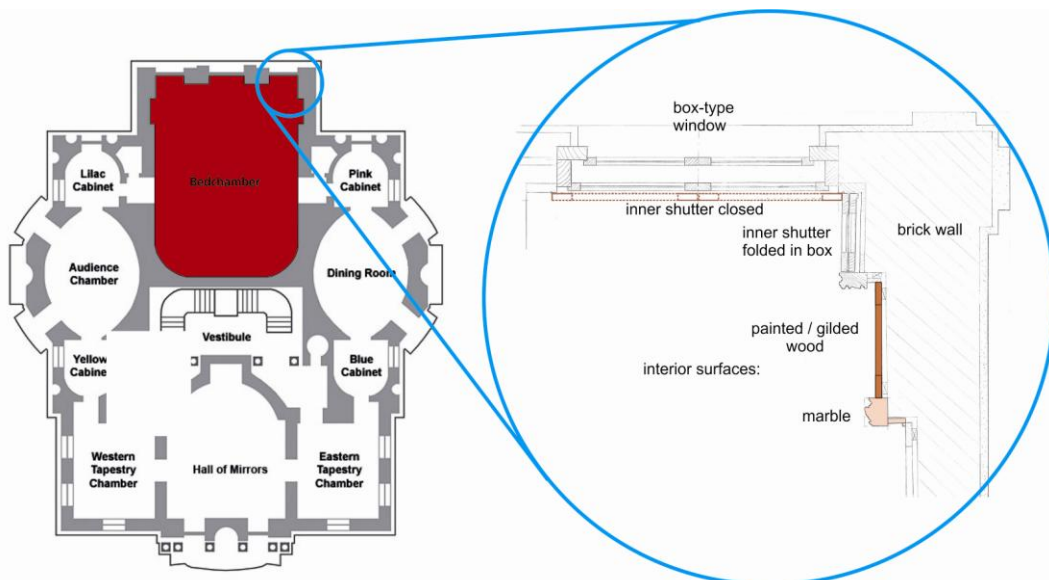 Lilac
Cabinet
Bedchamber
Pink
Cabinet
Audience
Chamber
Dining Room
Vestibule
Yellow
Cabine
Blue
Cabinet
Western
Tapestry
Chamber
Hall of Mirrors
Eastern
Tapestry
Chamber
box-type
window
inner shutter closed
inner shutter
folded in box
brick wall
painted / gilded
wood
interior surfaces:
marble